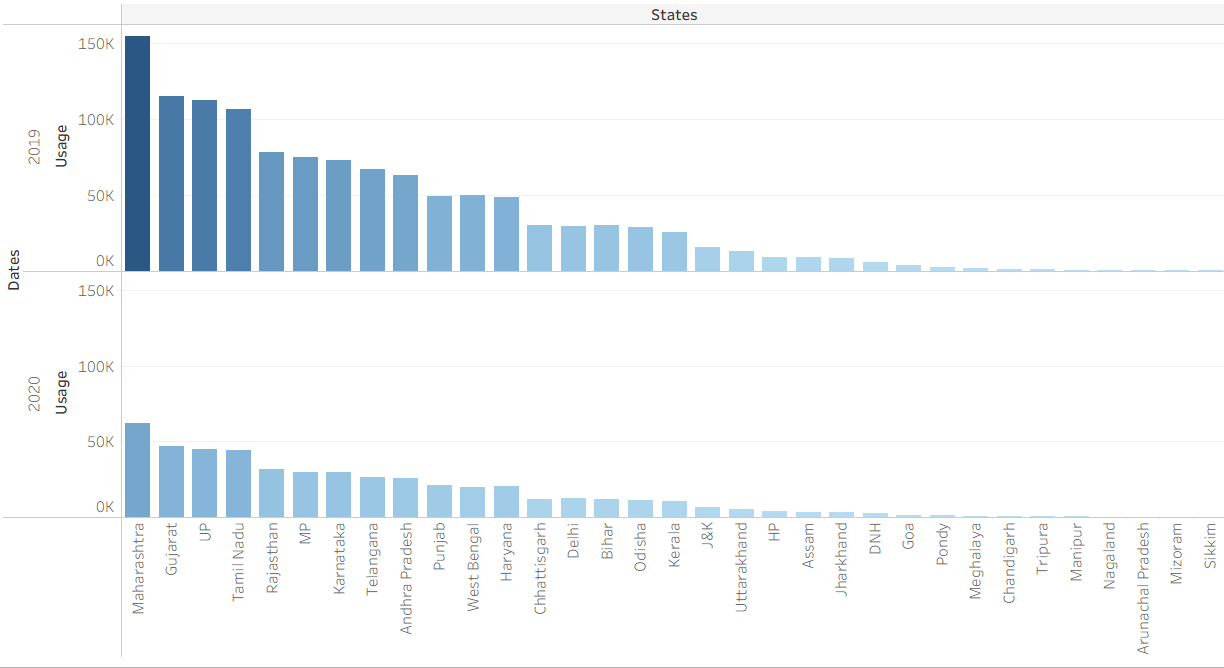 States
150K
100K
50K
0K
2019
Usage
Dates
150K
100K
50K
0K
2020
Usage
Maharashtra
Gujarat
UP
Tamil Nadu
Rajasthan
MP
Karnataka
Telangana
Andhra Pradesh
Punjab
West Bengal
Haryana
Chhattisgarh
Delhi
Bihar
Odisha
Kerala
J&K
Uttarakhand
HP
Assam
Jharkhand
DNH
Goa
Pondy
Meghalaya
Chandigarh
Tripura
Manipur
Nagaland
Arunachal Pradesh
Mizoram
Sikkim